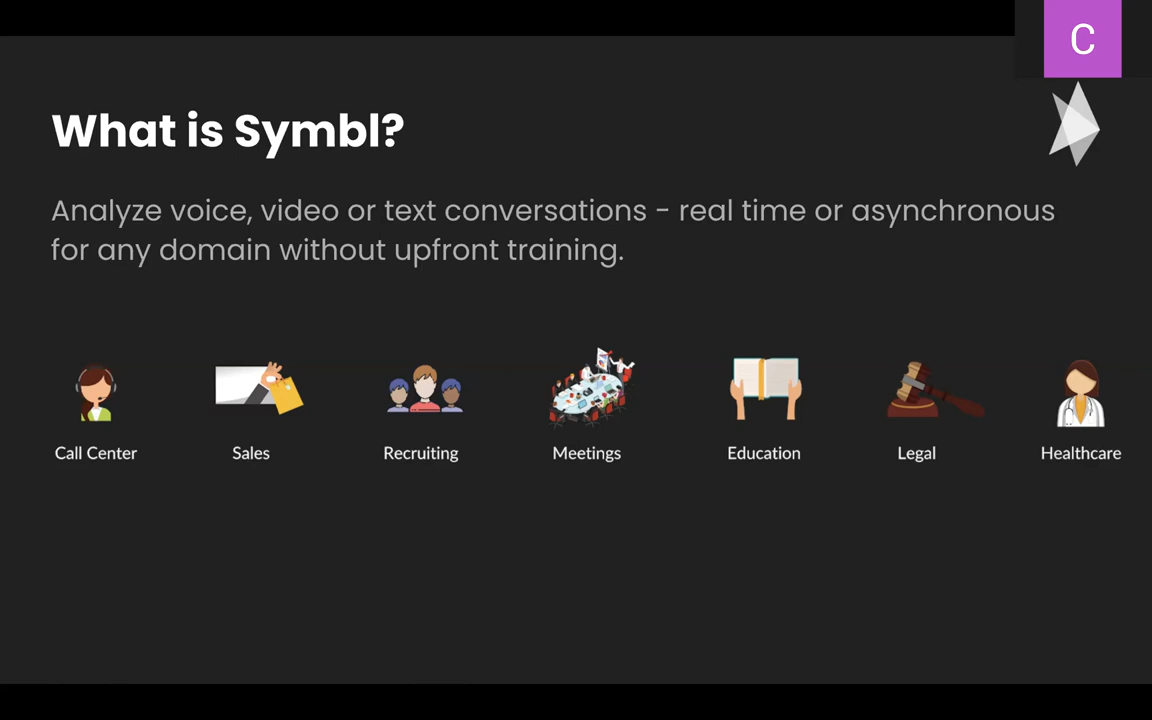 C
What is Symbl?
Analyze voice, video or text conversations - real time or asynchronous
for any domain without upfront training.
Call Center
Sales
Recruiting
Meetings
Education
Legal
Healthcare